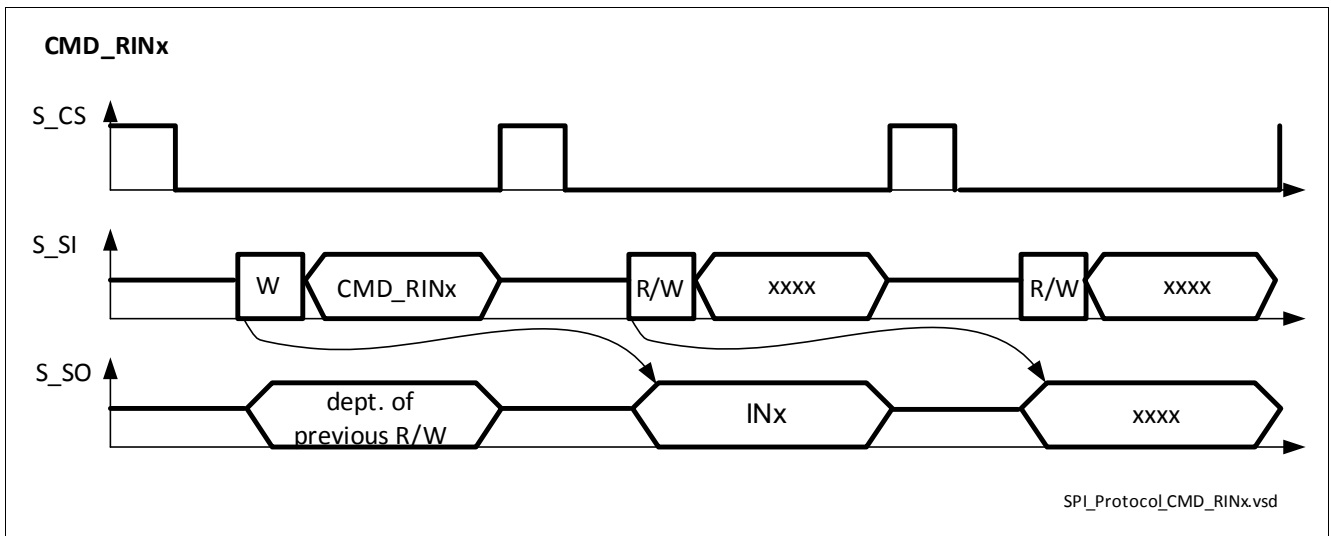 CMD_RINx
S_CS
S_SI
W
CMD_RINx
R/W
xxxx
R/W
xxxx
S_SO
dept. of
previous R/W
INx
xxxx
SPI_Protocol_CMD_RINx.vsd